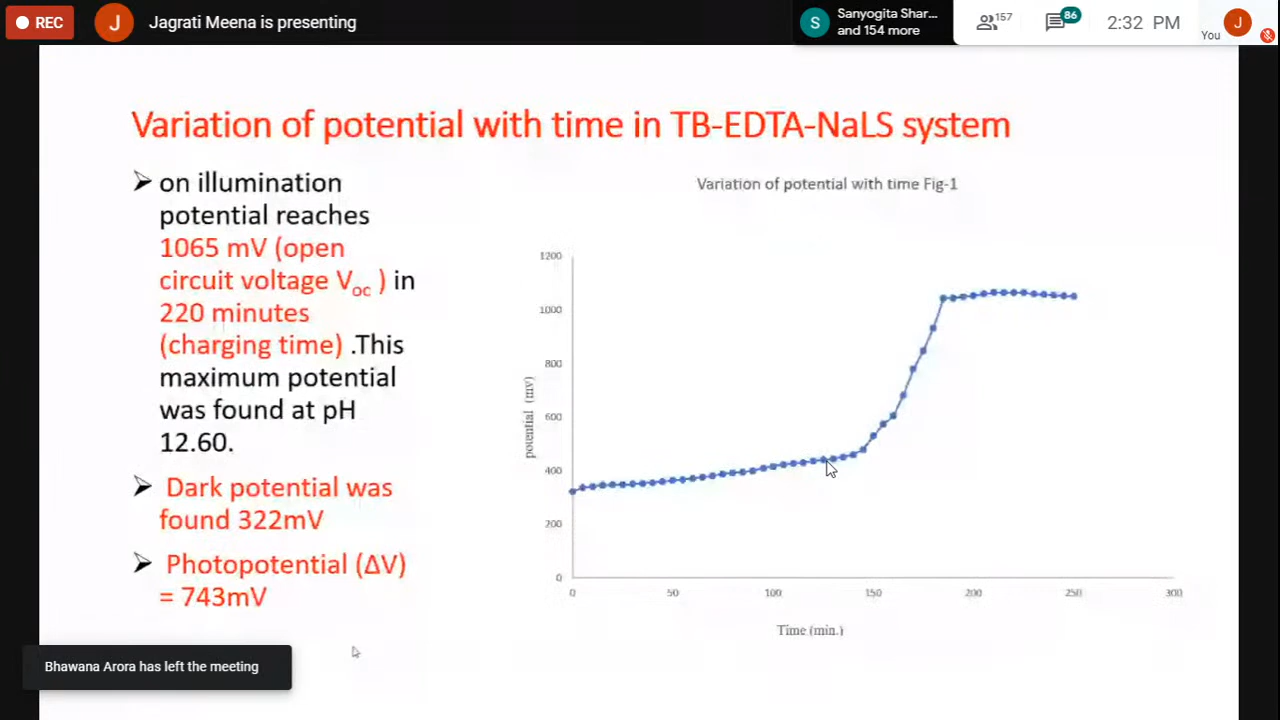 REC
J
Jagrati Meena is presenting
S
Sanyogita Shar...
and 154 more
157
86
2:32 PM
You
J
Variation of potential with time in TB-EDTA-NaLS system
on illumination
potential reaches
1065 mV (open
circuit voltage Voc ) in
220 minutes
(charging time) .This
maximum potential
was found at pH
12.60.
Dark potential was
found 322mV
Photopotential (ΔV)
= 743mV
Variation of potential with time Fig-1
1200
1000
800
600
400
200
0
potential (mv)
0 50 100 150 200 250 300
Time (min.)
Bhawana Arora has left the meeting